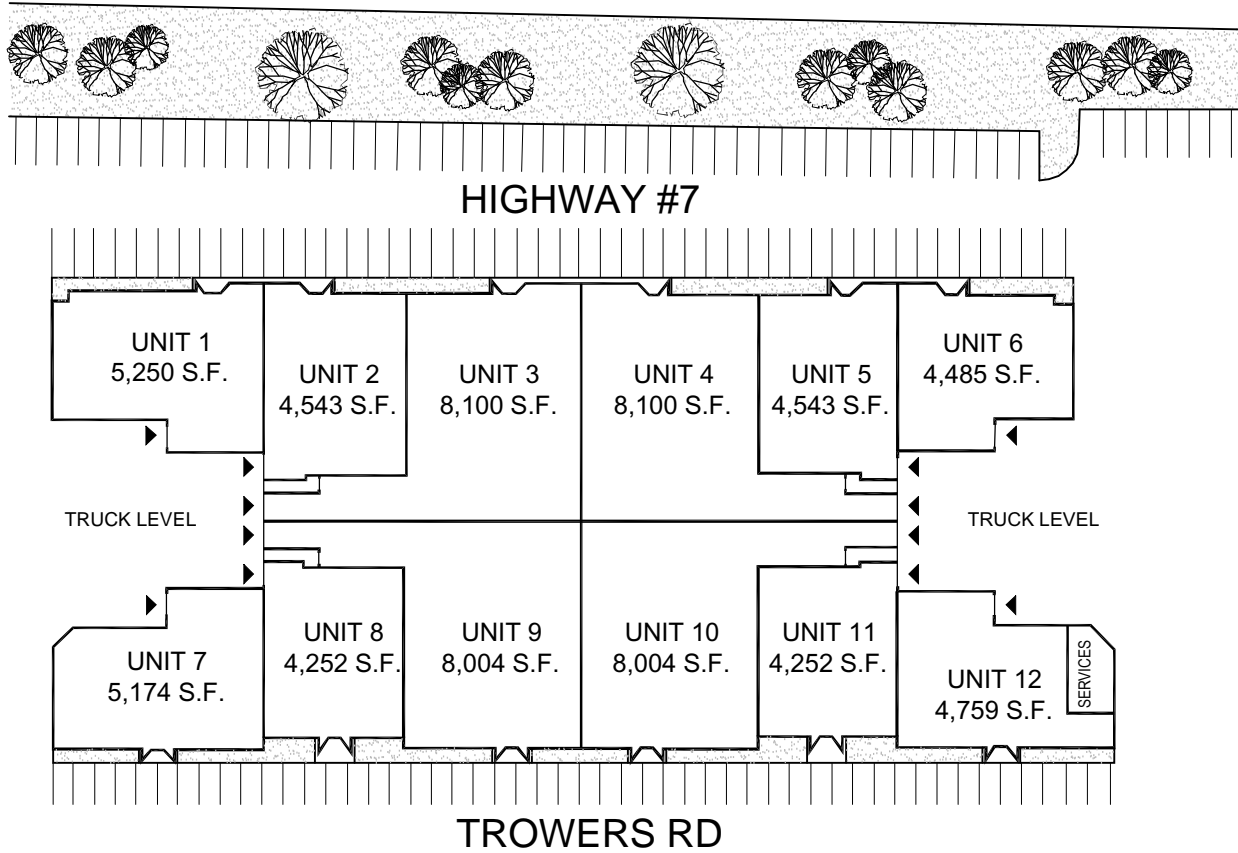 HIGHWAY #7
UNIT 1
5,250 S.F.
UNIT 2
4,543 S.F.
UNIT 3
8,100 S.F.
UNIT 4
8,100 S.F.
UNIT 5
4,543 S.F.
UNIT 6
4,485 S.F.
TRUCK LEVEL
TRUCK LEVEL
UNIT 7
5,174 S.F.
UNIT 8
4,252 S.F.
UNIT 9
8,004 S.F.
UNIT 10
8,004 S.F.
UNIT 11
4,252 S.F.
UNIT 12
4,759 S.F.
SERVICES
TROWERS RD